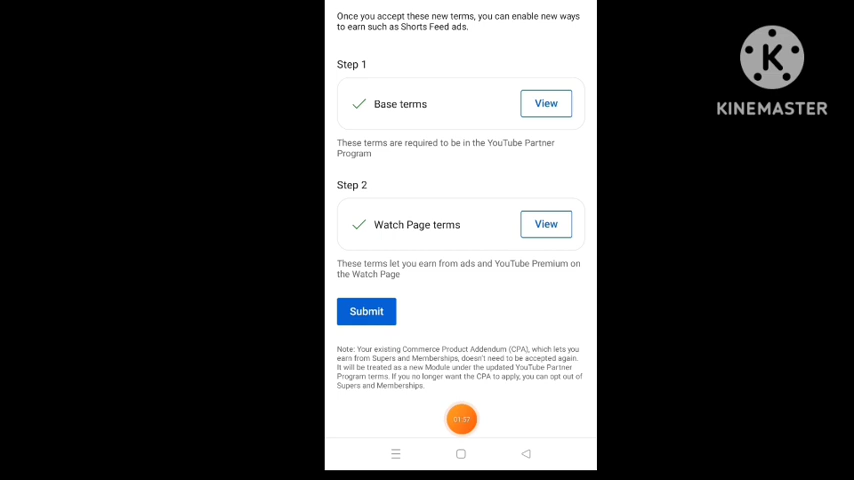 Once you accept these new terms, you can enable new ways
to earn such as Shorts Feed ads.
Step 1
Base terms
View
These terms are required to be in the YouTube Partner
Program
Step 2
Watch Page terms
View
These terms let you earn from ads and YouTube Premium on
the Watch Page
Submit
Note: Your existing Commerce Product Addendum (CPA), which lets you
earn from Supers and Memberships, doesn't need to be accepted again.
It will be treated as a new Module under the updated YouTube Partner
Program terms. If you no longer want the CPA to apply, you can opt out of
Supers and Memberships.
01:57
K
KINEMASTER